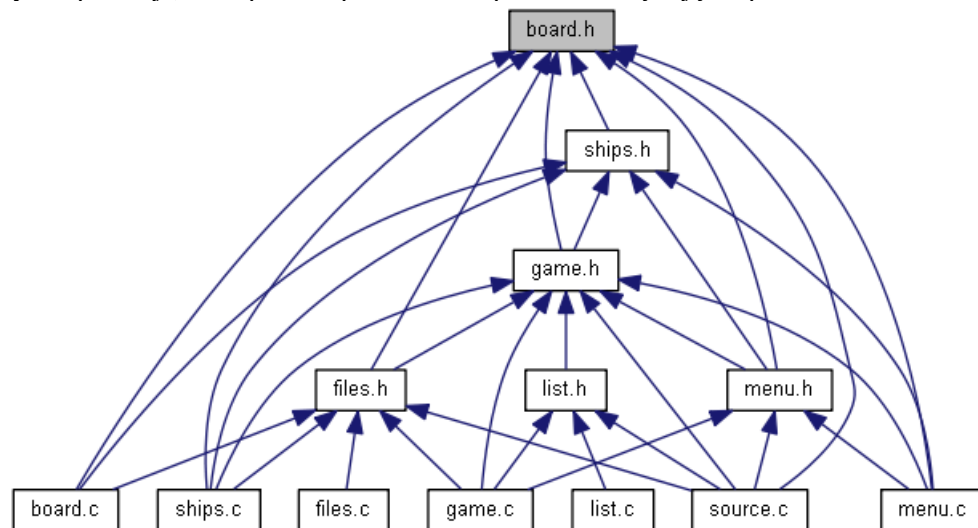 board.h
ships.h
game.h
files.h
list.h
menu.h
board.c
ships.c
files.c
game.c
list.c
source.c
menu.c